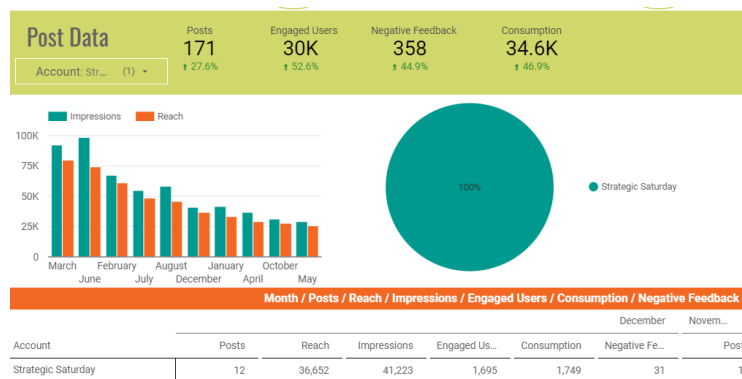 Post Data
Account: Str... (1)
Posts
171
27.6%
Engaged Users
30K
52.6%
Negative Feedback
358
44.9%
Consumption
34.6K
46.9%
Impressions Reach
100K
75K
50K
25K
0
March February August January October
June July December April May
100%
Strategic Saturday
Month / Posts / Reach / Impressions / Engaged Users / Consumption / Negative Feedback
December Novem...
Account Posts Reach Impressions Engaged Us... Consumption Negative Fe... Post
Strategic Saturday 12 36,652 41,223 1,695 1,749 31 1